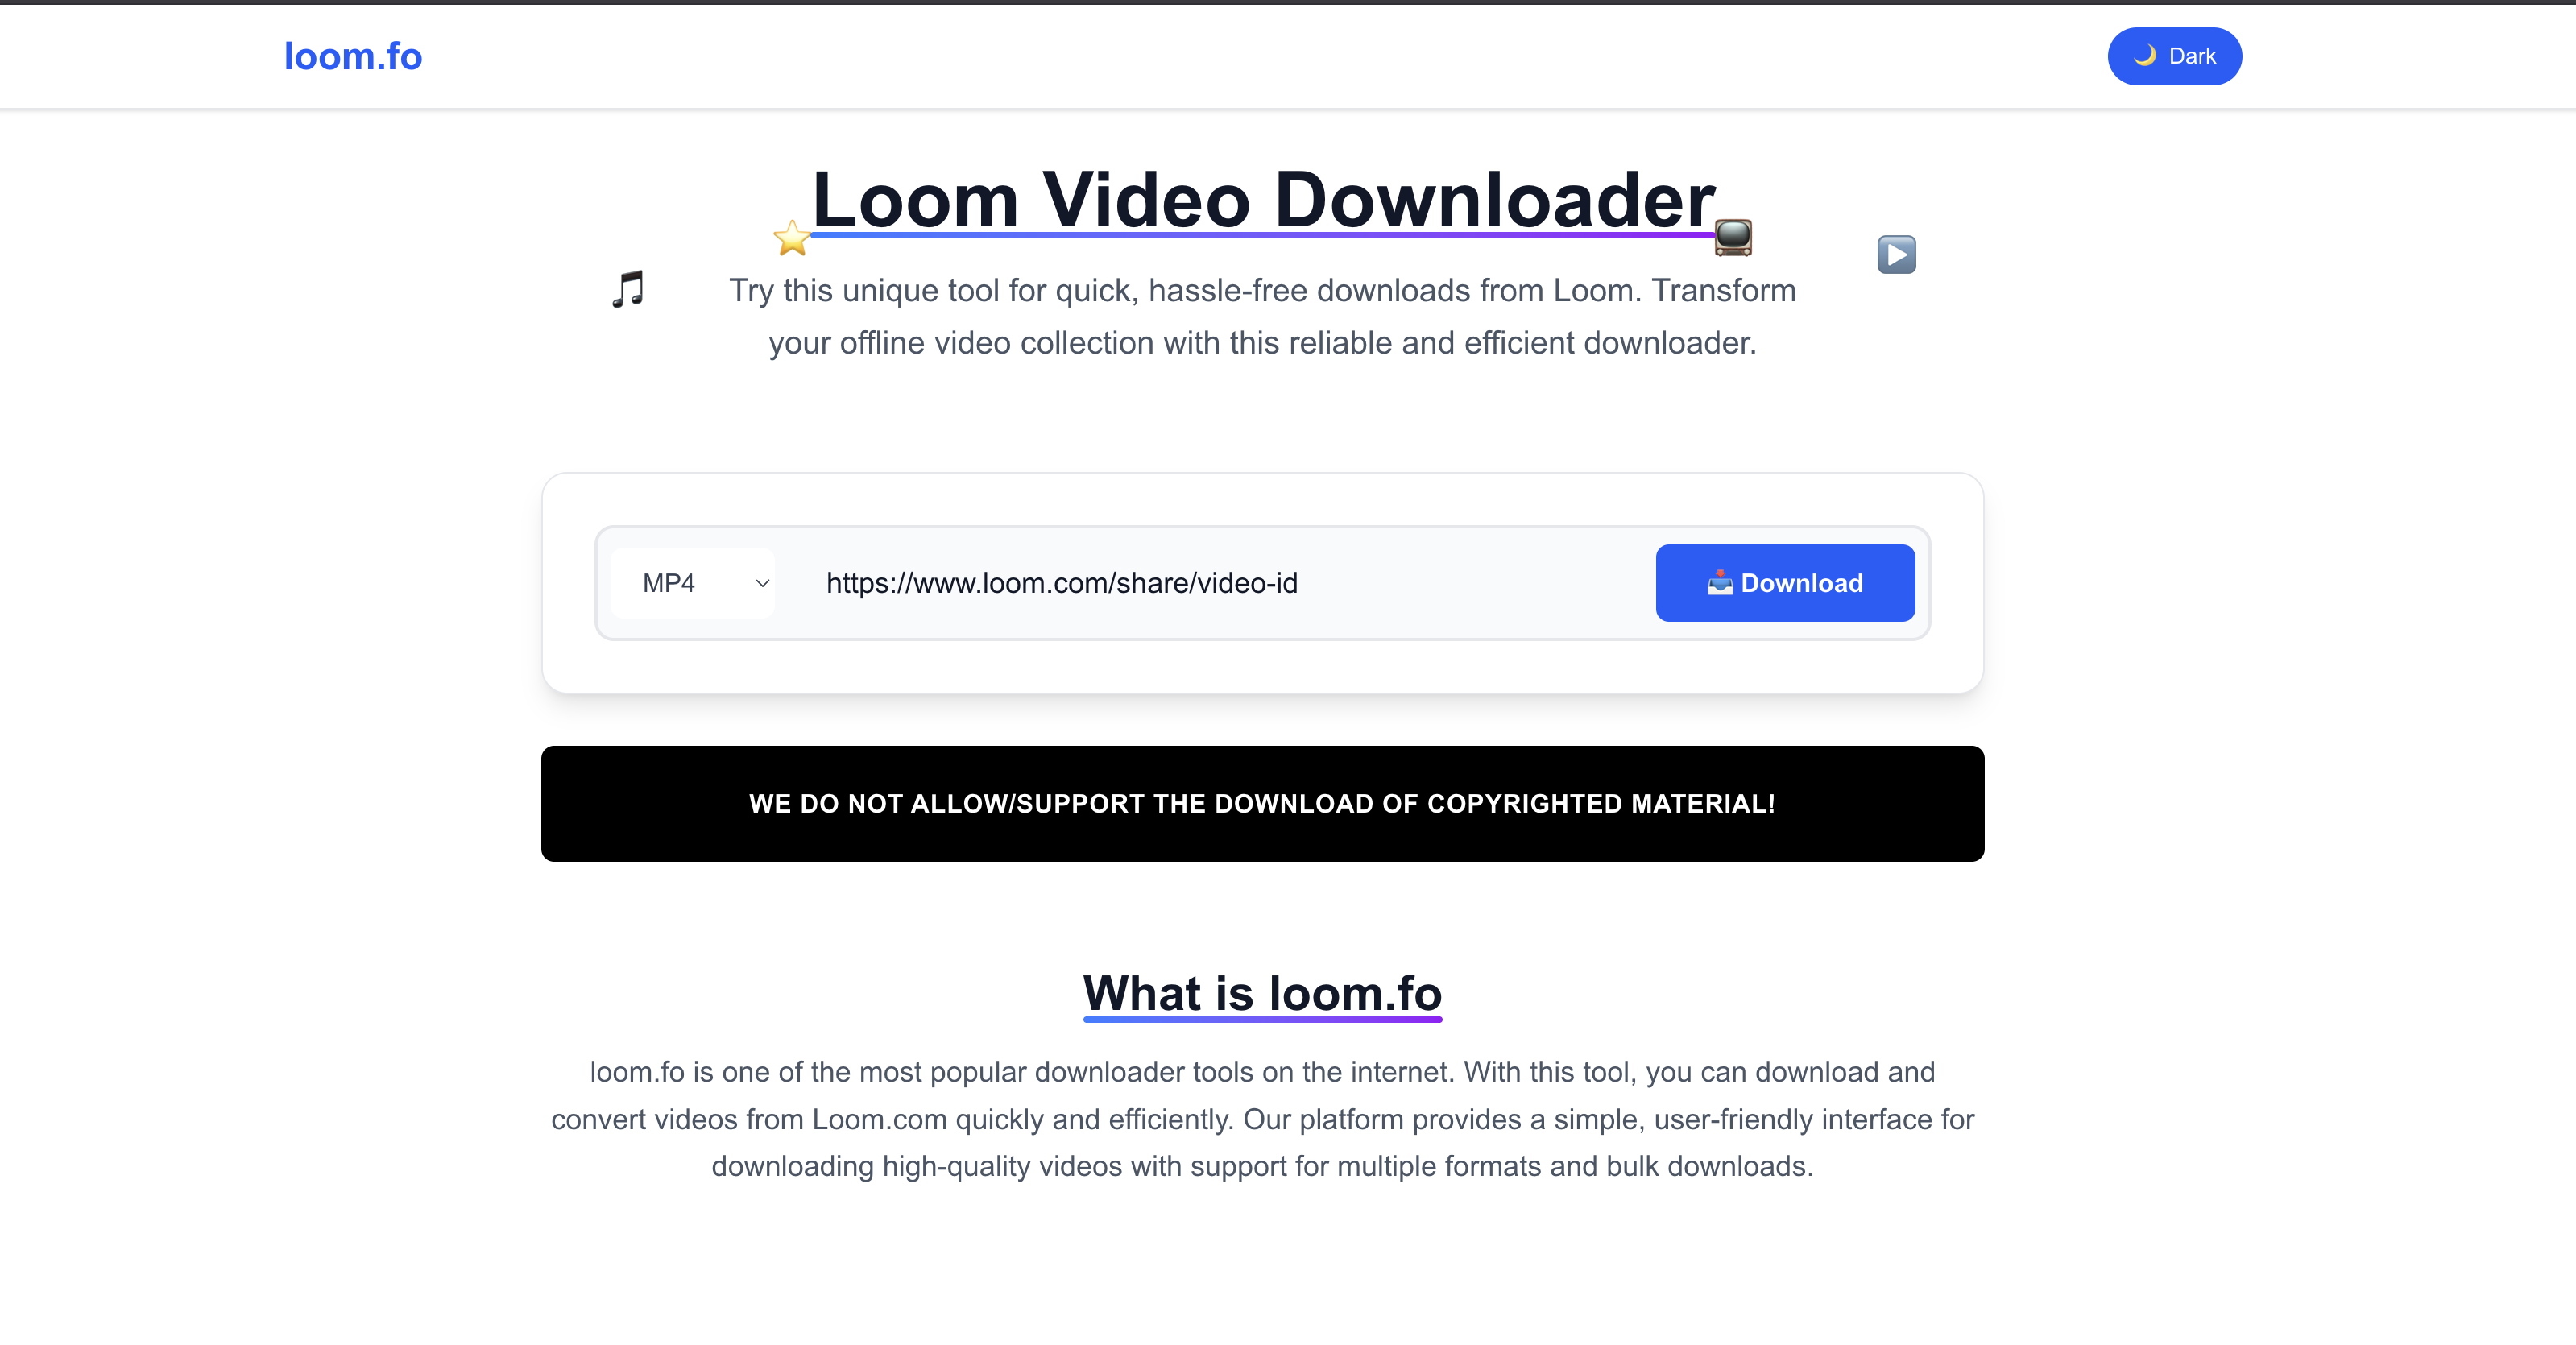 loom.fo
🌙 Dark
Loom Video Downloader
Try this unique tool for quick, hassle-free downloads from Loom. Transform
your offline video collection with this reliable and efficient downloader.
MP4
https://www.loom.com/share/video-id
📥 Download
WE DO NOT ALLOW/SUPPORT THE DOWNLOAD OF COPYRIGHTED MATERIAL!
What is loom.fo
loom.fo is one of the most popular downloader tools on the internet. With this tool, you can download and
convert videos from Loom.com quickly and efficiently. Our platform provides a simple, user-friendly interface for
downloading high-quality videos with support for multiple formats and bulk downloads.